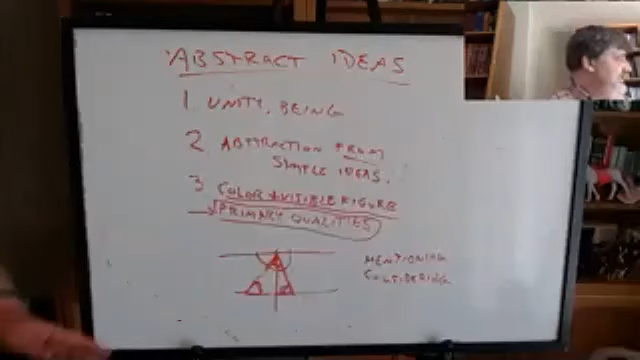 ABSTRACT IDEAS
1 UNITY, BEING
2 ABSTRACTION FROM
SIMPLE IDEAS.
3 COLOR & VISIBLE FIGURE
PRIMARY QUALITIES
MENTIONING
CONSIDERING